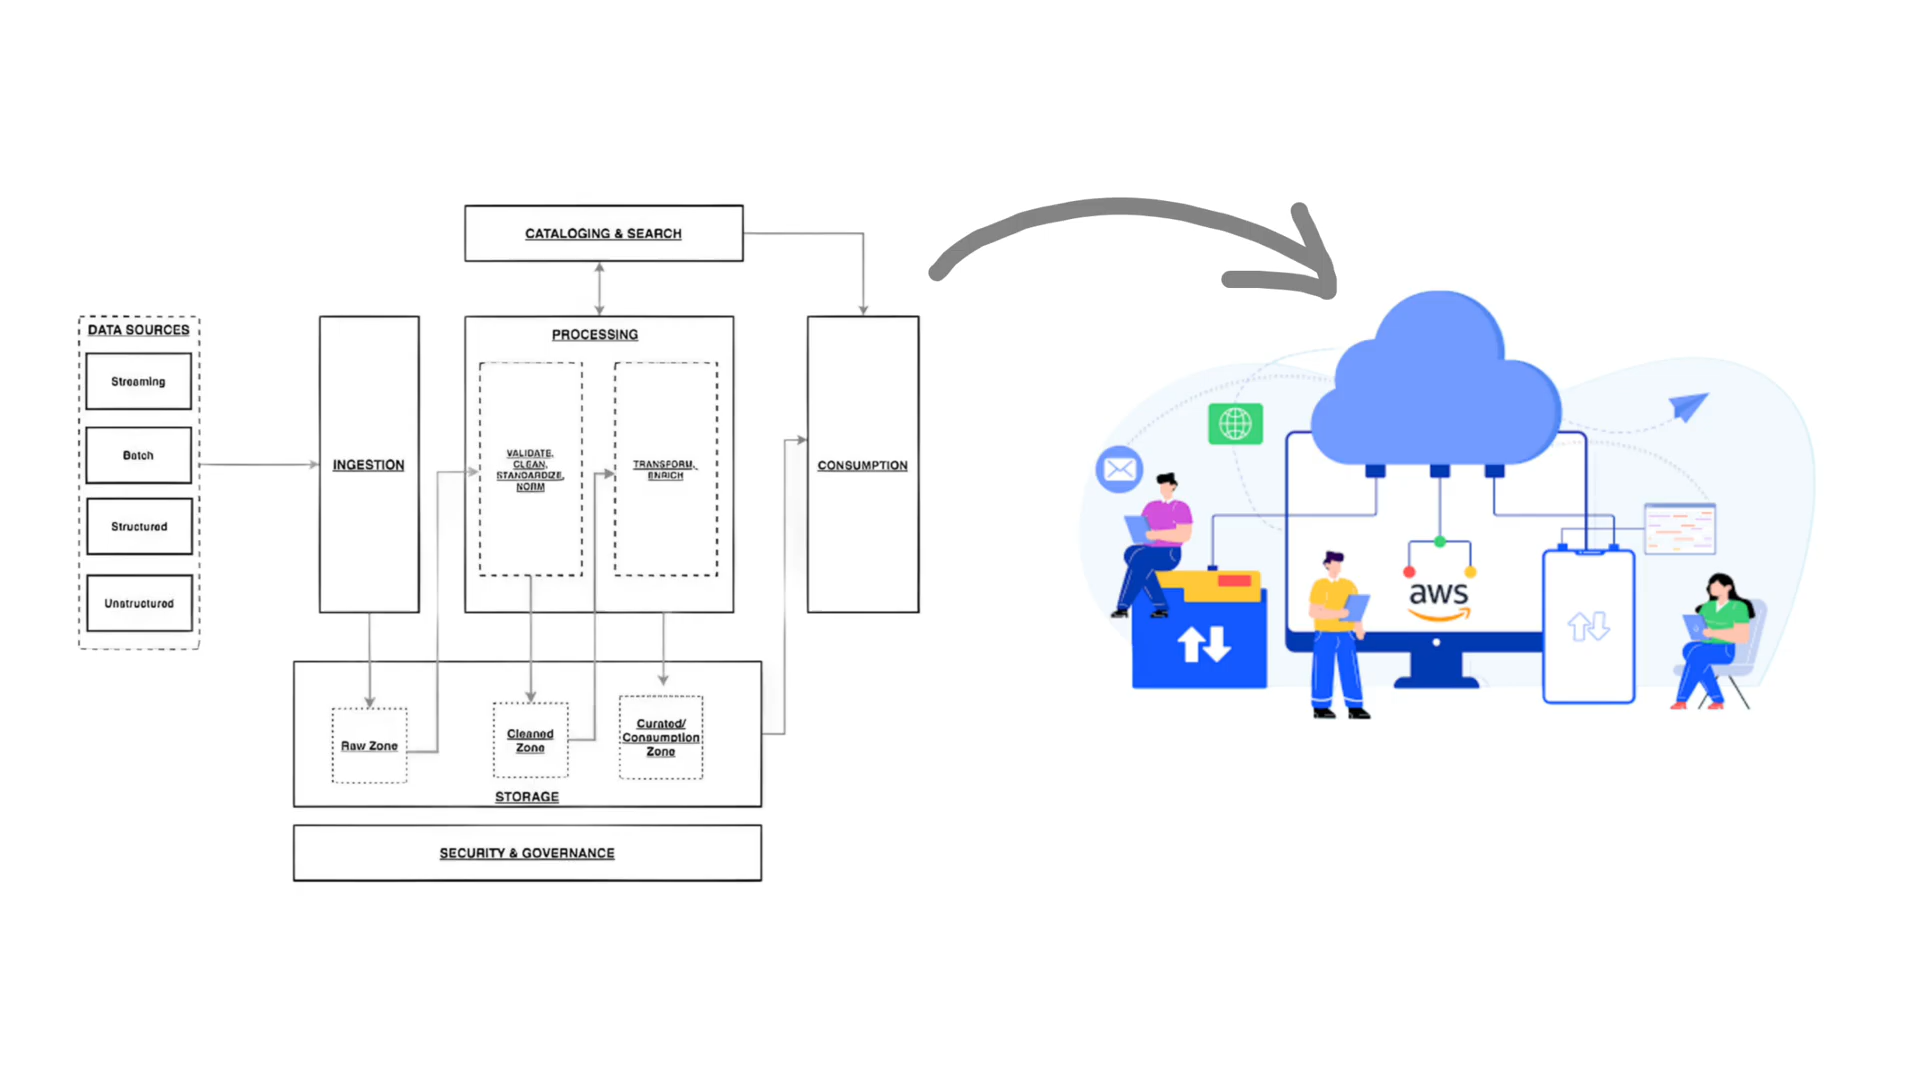 CATALOGING & SEARCH
DATA SOURCES
Streaming
Batch
Structured
Unstructured
INGESTION
PROCESSING
VALIDATE,
CLEAN,
STANDARDIZE,
NORM
TRANSFORM,
ENRICH
CONSUMPTION
Raw Zone
Cleaned
Zone
Curated/
Consumption
Zone
STORAGE
SECURITY & GOVERNANCE
aws